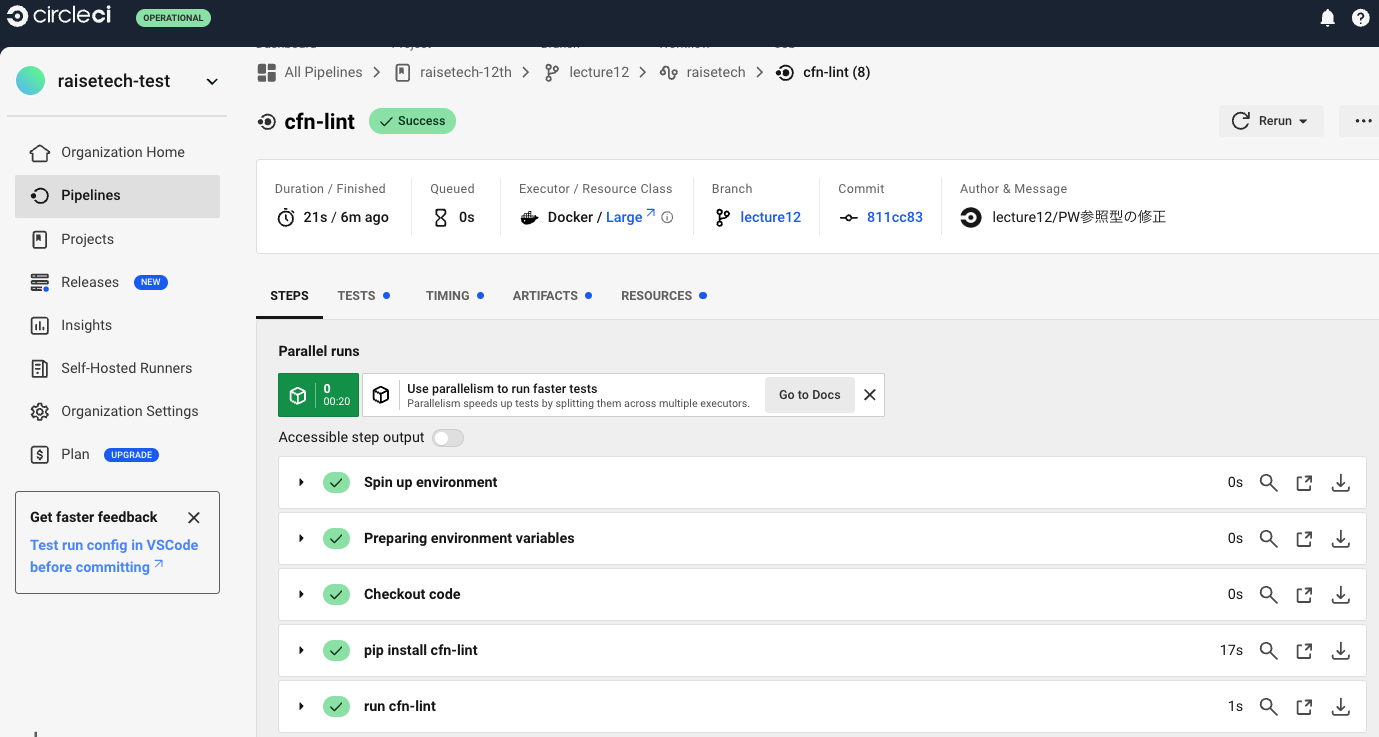 circleci
OPERATIONAL
raisetech-test
All Pipelines
raisetech-12th
lecture12
raisetech
cfn-lint (8)
cfn-lint
Success
Rerun
Organization Home
Pipelines
Projects
Releases NEW
Insights
Self-Hosted Runners
Organization Settings
Plan UPGRADE
Get faster feedback
Test run config in VSCode
before committing
Duration / Finished
21s / 6m ago
Queued
0s
Executor / Resource Class
Docker / Large
Branch
lecture12
Commit
811cc83
Author & Message
lecture12/PW参照型の修正
STEPS
TESTS
TIMING
ARTIFACTS
RESOURCES
Parallel runs
0
00:20
Use parallelism to run faster tests
Parallelism speeds up tests by splitting them across multiple executors.
Go to Docs
Accessible step output
Spin up environment 0s
Preparing environment variables 0s
Checkout code 0s
pip install cfn-lint 17s
run cfn-lint 1s